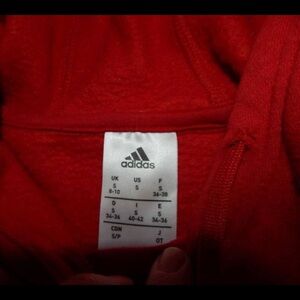 adidas
UK US F
S S S
8-10 S 36-38
D I E
S S S
34-36 40-42 34-36
CDN J
S/P OT